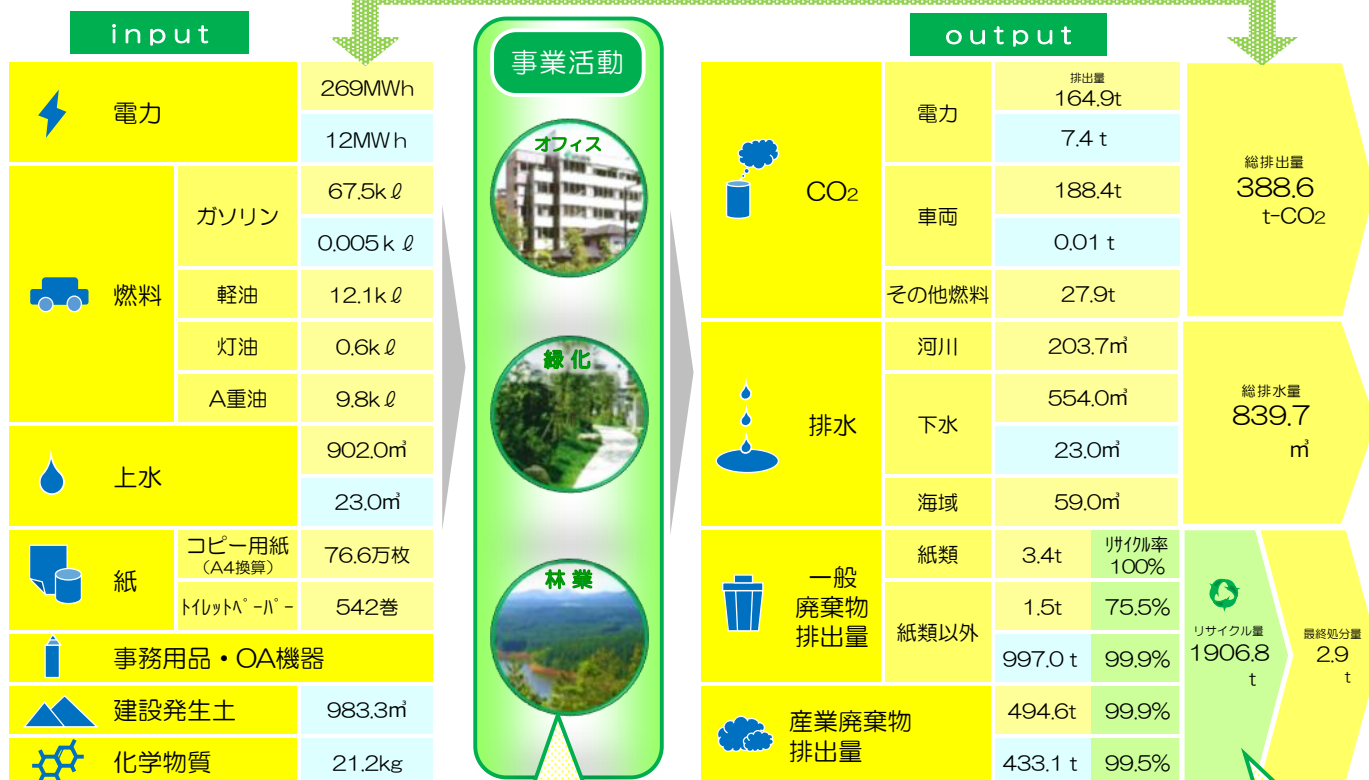 input
電力
269MWh
12MWh
燃料
ガソリン
67.5kℓ
0.005kℓ
軽油
12.1kℓ
灯油
0.6kℓ
A重油
9.8kℓ
上水
902.0㎥
23.0㎥
紙
コピー用紙
（A4換算）
76.6万枚
ﾄｲﾚｯﾄﾍﾟｰﾊﾟｰ
542巻
事務用品・OA機器
建設発生土
983.3㎥
化学物質
21.2kg
事業活動
オフィス
緑化
林業
output
CO₂
電力
排出量
164.9t
7.4 t
車両
188.4t
0.01 t
その他燃料
27.9t
総排出量
388.6
t-CO₂
排水
河川
203.7㎥
下水
554.0㎥
23.0㎥
海域
59.0㎥
総排水量
839.7
㎥
一般
廃棄物
排出量
紙類
3.4t
ﾘｻｲｸﾙ率
100%
紙類以外
1.5t
75.5%
997.0 t
99.9%
産業廃棄物
排出量
494.6t
99.9%
433.1 t
99.5%
リサイクル量
1906.8
t
最終処分量
2.9
t